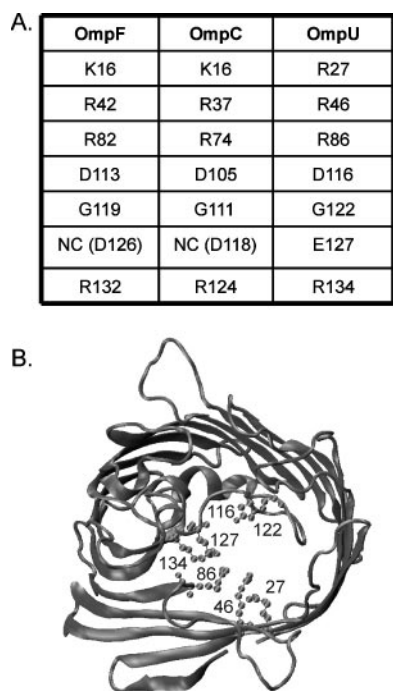 A.
OmpF OmpC OmpU
K16 K16 R27
R42 R37 R46
R82 R74 R86
D113 D105 D116
G119 G111 G122
NC (D126) NC (D118) E127
R132 R124 R134
B.
116
122
127
134
86
27
46